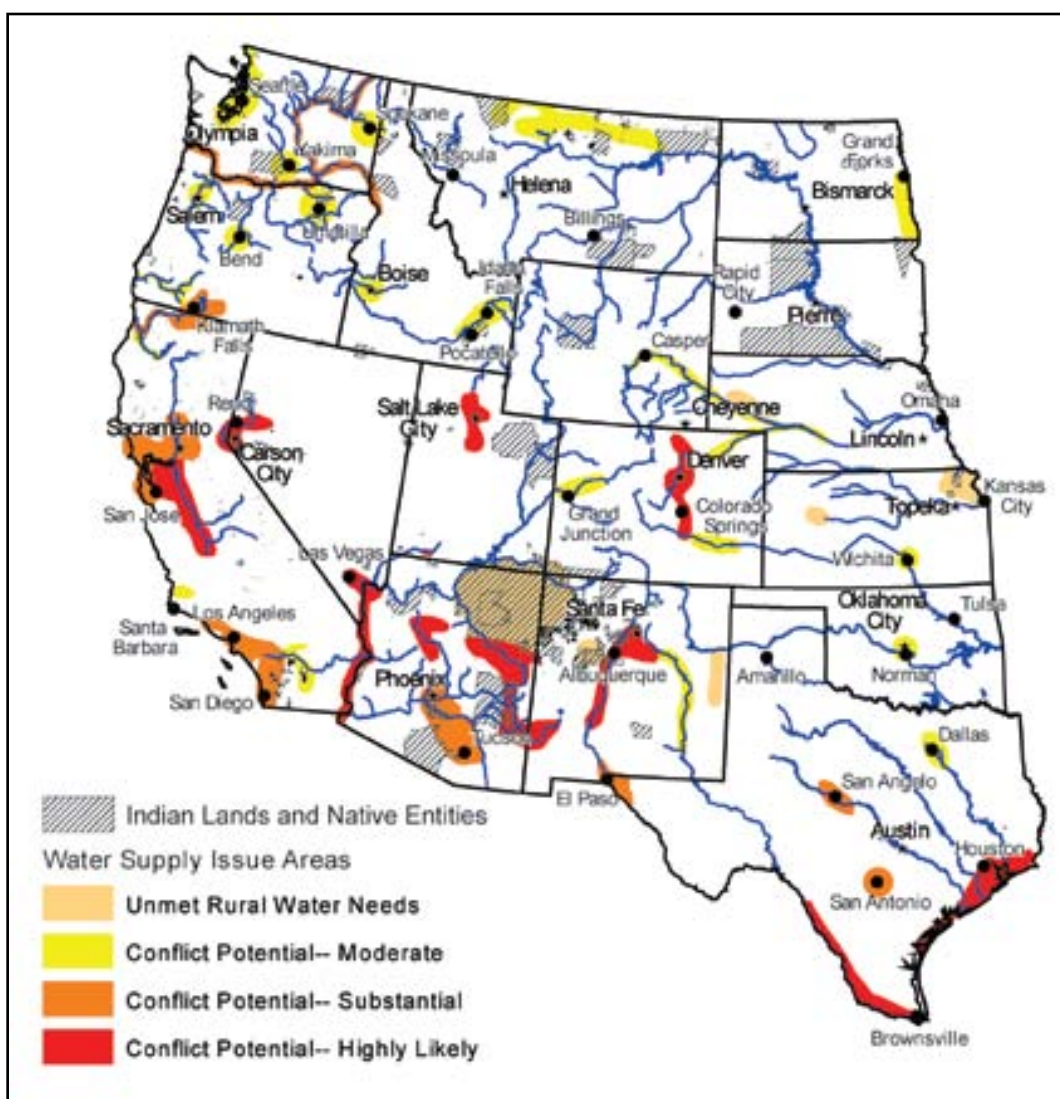 Seattle
Olympia
Spokane
Yakima
Missoula
Helena
Grand
Forks
Bismarck
Salem
Umatilla
Bend
Billings
Boise
Idaho
Falls
Rapid
City
Pierre
Klamath
Falls
Pocatello
Casper
Reno
Salt Lake
City
Cheyenne
Omaha
Sacramento
Carson
City
Lincoln
Denver
San Jose
Grand
Junction
Colorado
Springs
Topeka
Kansas
City
Las Vegas
Wichita
Santa Fe
Oklahoma
City
Tulsa
Los Angeles
Santa
Barbara
Albuquerque
Amarillo
Norman
Phoenix
San Diego
Tucson
Dallas
El Paso
San Angelo
Austin
Houston
San Antonio
Brownsville
Indian Lands and Native Entities
Water Supply Issue Areas
Unmet Rural Water Needs
Conflict Potential-- Moderate
Conflict Potential-- Substantial
Conflict Potential-- Highly Likely